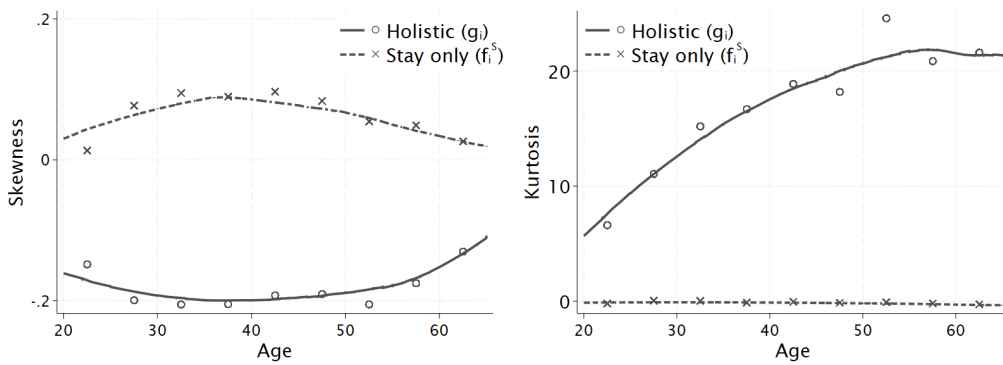 .2
0
-.2
Skewness
20 30 40 50 60
Age
Holistic (gᵢ)
Stay only (fᵢˢ)
20
10
0
Kurtosis
20 30 40 50 60
Age
Holistic (gᵢ)
Stay only (fᵢˢ)